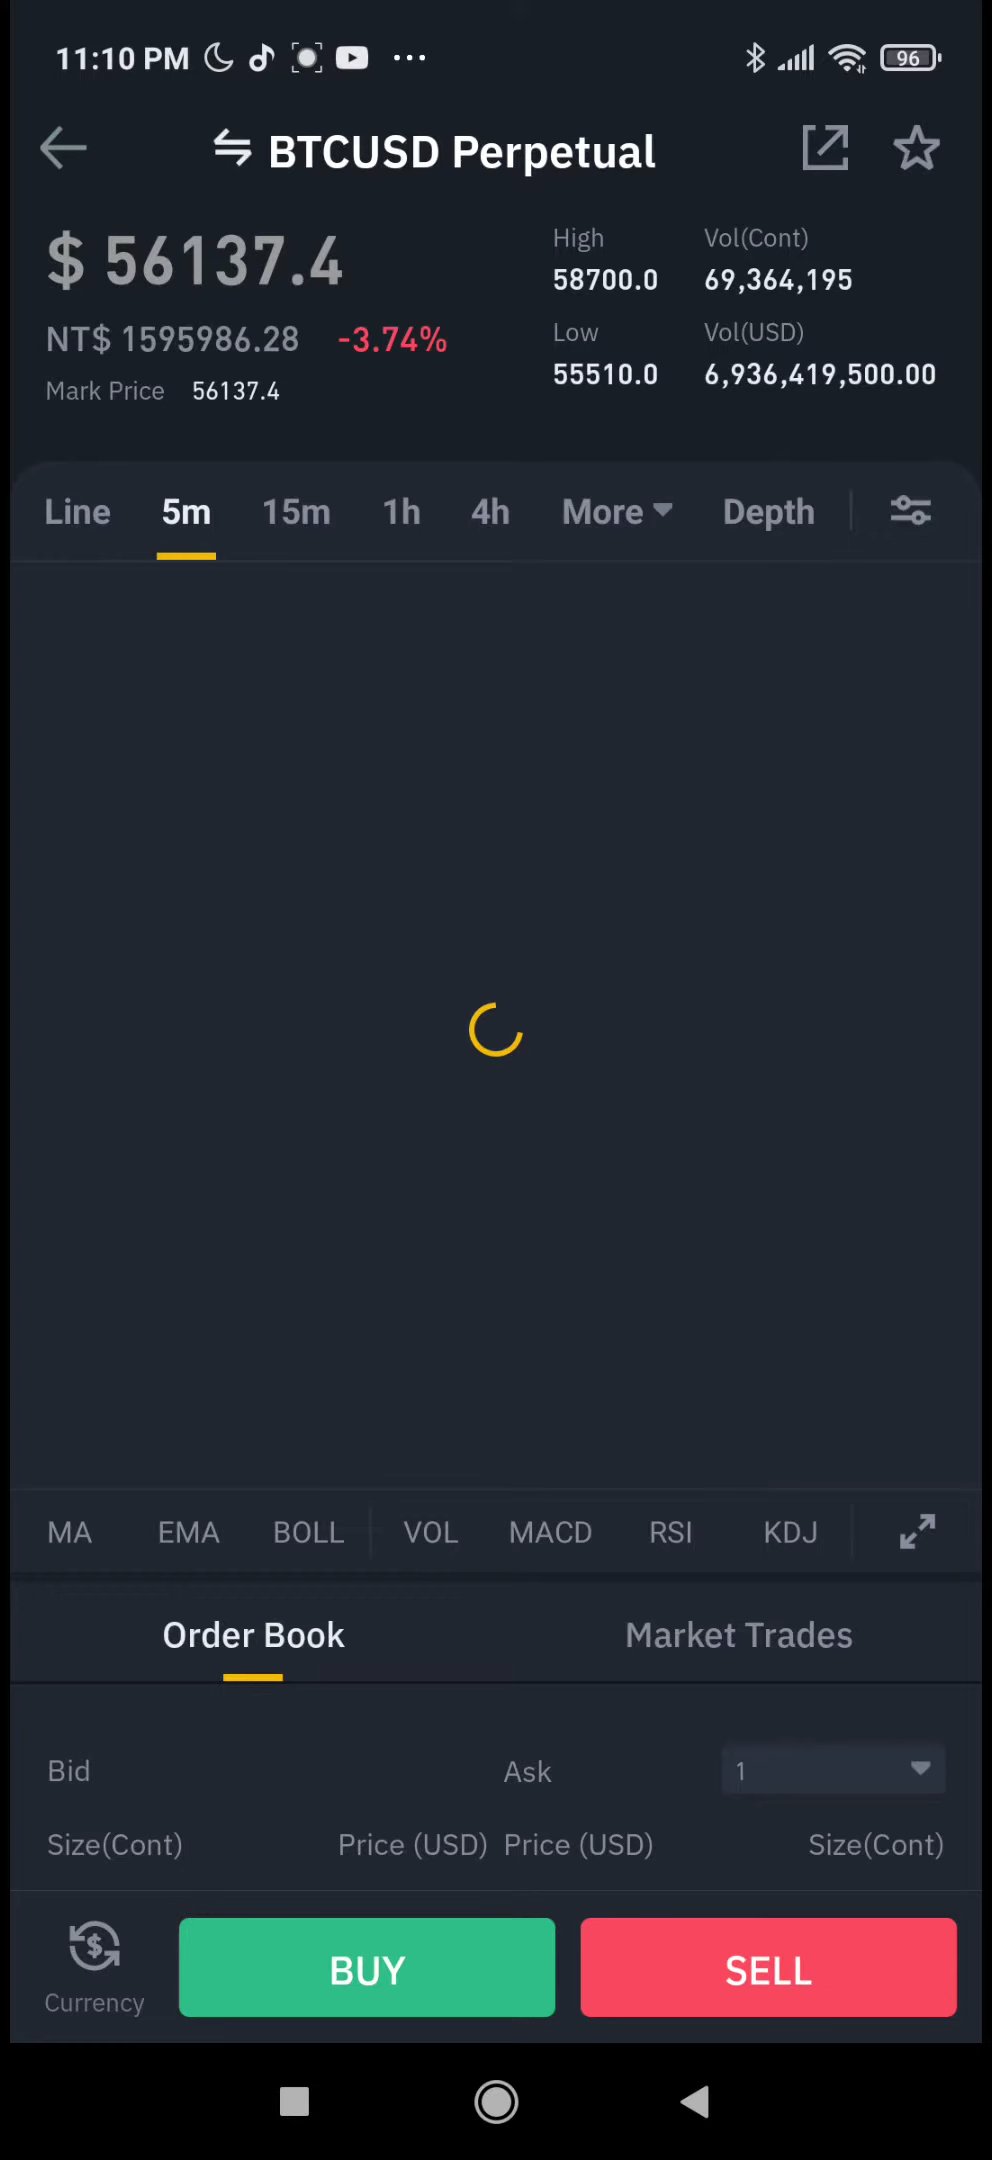 11:10 PM
96
BTCUSD Perpetual
$ 56137.4
NT$ 1595986.28 -3.74%
Mark Price 56137.4
High
58700.0
Vol(Cont)
69,364,195
Low
55510.0
Vol(USD)
6,936,419,500.00
Line 5m 15m 1h 4h More Depth
MA EMA BOLL VOL MACD RSI KDJ
Order Book Market Trades
Bid Ask 1
Size(Cont) Price (USD) Price (USD) Size(Cont)
Currency
BUY
SELL